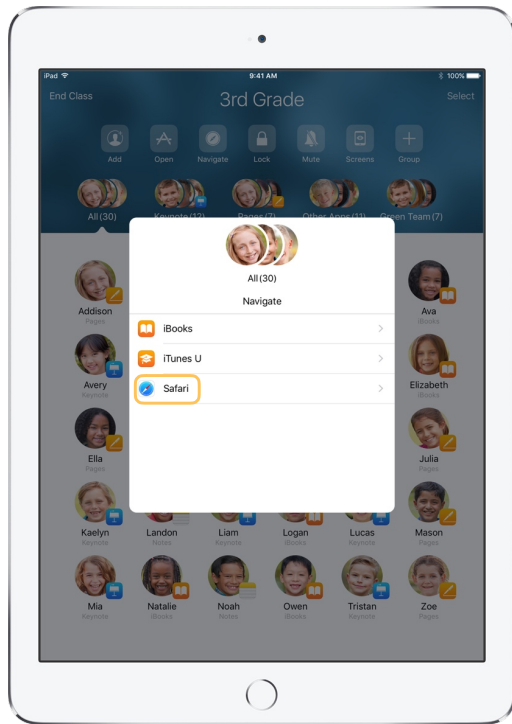 iPad 9:41 AM 100%
End Class 3rd Grade Select
Add Open Navigate Lock Mute Screens Group
All (30) Keynote (12) Pages (7) Other Apps (11) Green Team (7)
All (30)
Navigate
iBooks
iTunes U
Safari
Addison Ava
Pages iBooks
Avery Elizabeth
Keynote iBooks
Ella Julia
Pages Pages
Kaelyn Landon Liam Logan Lucas Mason
Keynote Notes Keynote iBooks Keynote Pages
Mia Natalie Noah Owen Tristan Zoe
Keynote iBooks Notes iBooks Keynote Pages